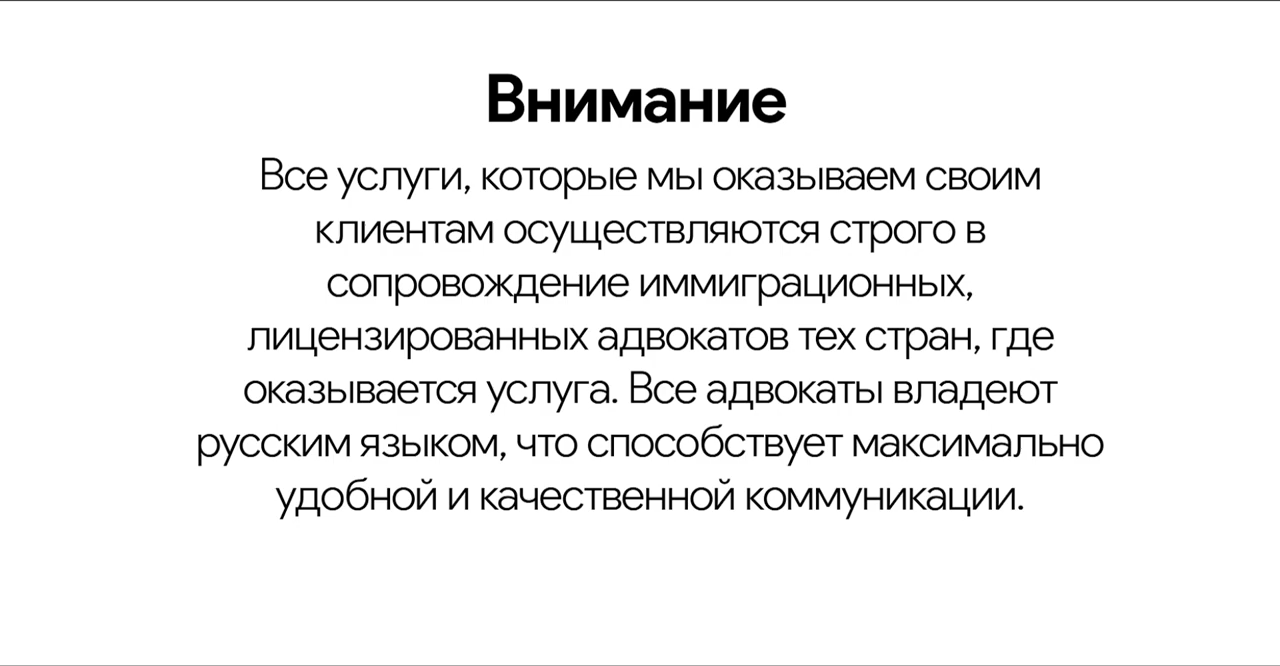 Внимание
Все услуги, которые мы оказываем своим
клиентам осуществляются строго в
сопровождение иммиграционных,
лицензированных адвокатов тех стран, где
оказывается услуга. Все адвокаты владеют
русским языком, что способствует максимально
удобной и качественной коммуникации.